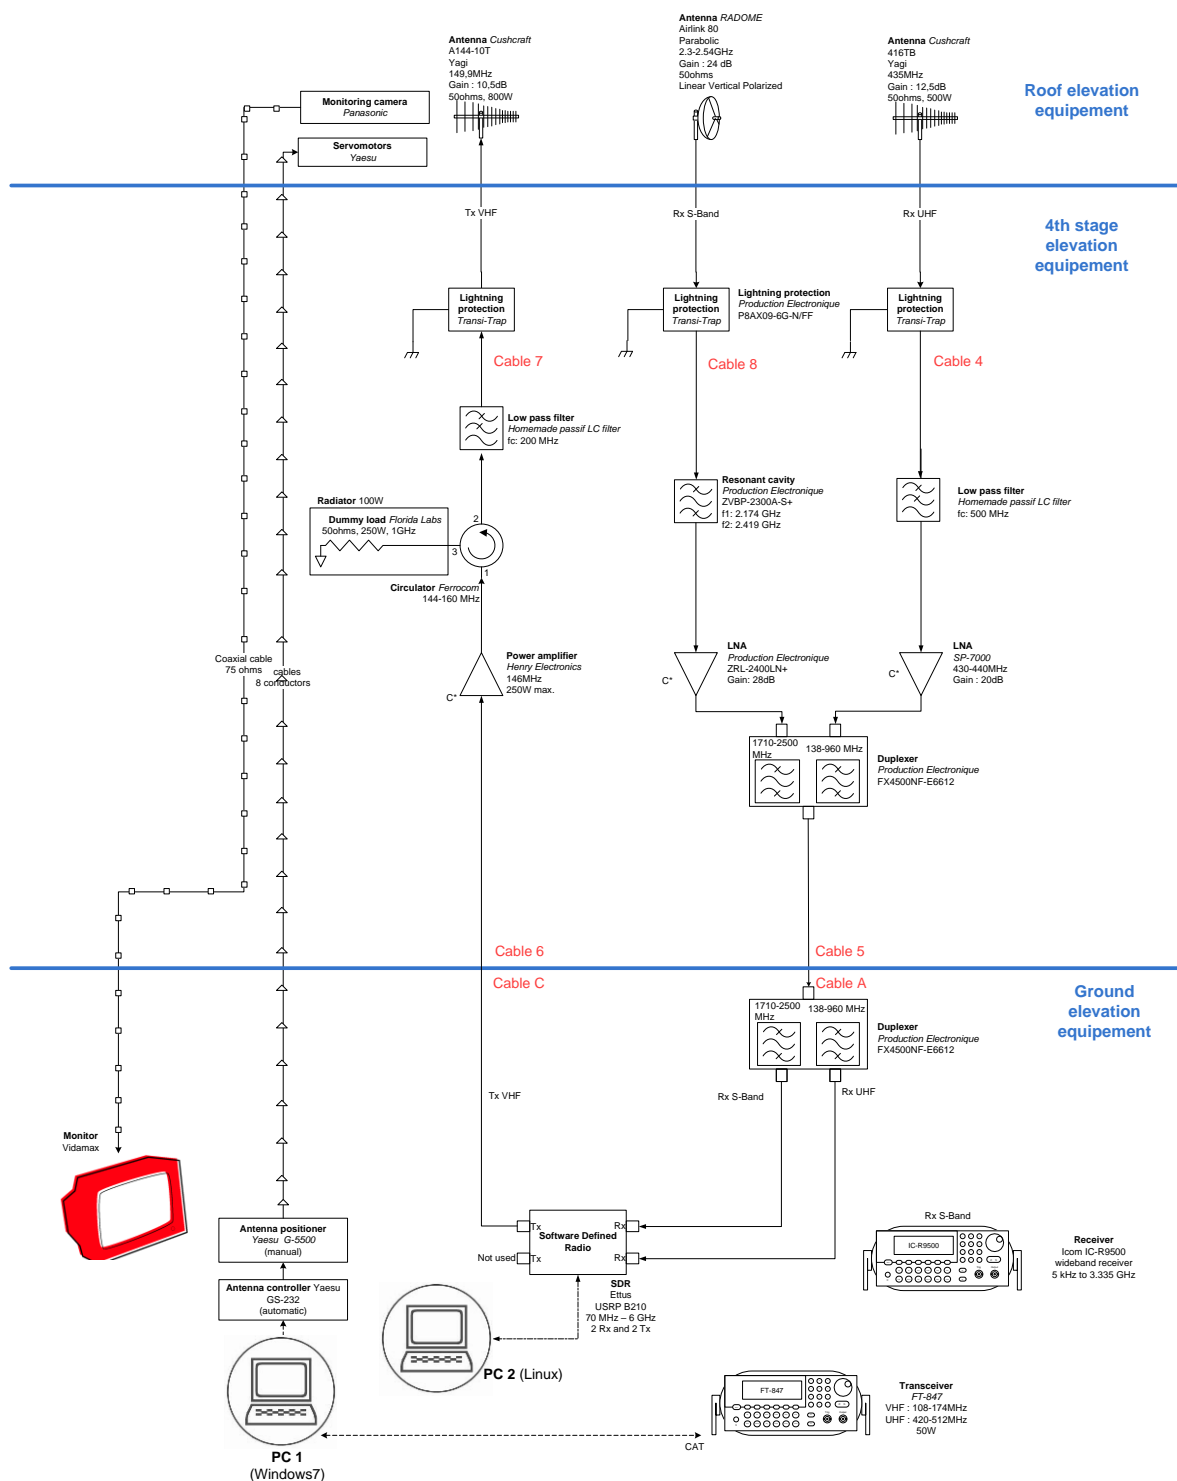 Antenna RADOME
Airlink 80
Parabolic
2.3-2.54GHz
Gain : 24 dB
50ohms
Linear Vertical Polarized
Antenna Cushcraft
A144-10T
Yagi
149,9MHz
Gain : 10,5dB
50ohms, 800W
Antenna Cushcraft
416TB
Yagi
435MHz
Gain : 12,5dB
50ohms, 500W
Roof elevation
equipement
Monitoring camera
Panasonic
Servomotors
Yaesu
Tx VHF
Rx S-Band
Rx UHF
4th stage
elevation
equipement
Lightning
protection
Transi-Trap
Lightning
protection
Transi-Trap
Lightning protection
Production Electronique
P8AX09-6G-N/FF
Lightning
protection
Transi-Trap
Cable 7
Cable 8
Cable 4
Low pass filter
Homemade passif LC filter
fc: 200 MHz
Resonant cavity
Production Electronique
ZVBP-2300A-S+
f1: 2.174 GHz
f2: 2.419 GHz
Low pass filter
Homemade passif LC filter
fc: 500 MHz
Radiator 100W
Dummy load Florida Labs
50ohms, 250W, 1GHz
2
3
1
Circulator Ferrocom
144-160 MHz
Power amplifier
Henry Electronics
146MHz
250W max.
C*
LNA
Production Electronique
ZRL-2400LN+
Gain: 28dB
C*
LNA
SP-7000
430-440MHz
Gain : 20dB
C*
Coaxial cable
75 ohms
cables
8 conductors
1710-2500
MHz
138-960 MHz
Duplexer
Production Electronique
FX4500NF-E6612
Cable 6
Cable 5
Cable C
Cable A
Ground
elevation
equipement
1710-2500
MHz
138-960 MHz
Duplexer
Production Electronique
FX4500NF-E6612
Tx VHF
Rx S-Band
Rx UHF
Monitor
Vidamax
Antenna positioner
Yaesu G-5500
(manual)
Antenna controller Yaesu
GS-232
(automatic)
PC 1
(Windows7)
Tx
Rx
Software Defined
Radio
Not used
Tx
Rx
SDR
Ettus
USRP B210
70 MHz – 6 GHz
2 Rx and 2 Tx
PC 2 (Linux)
Rx S-Band
IC-R9500
Receiver
Icom IC-R9500
wideband receiver
5 kHz to 3.335 GHz
FT-847
Transceiver
FT-847
VHF : 108-174MHz
UHF : 420-512MHz
50W
CAT